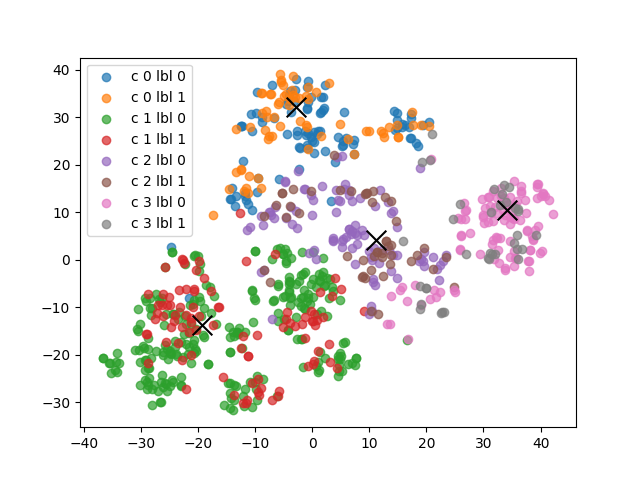 c 0 lbl 0
c 0 lbl 1
c 1 lbl 0
c 1 lbl 1
c 2 lbl 0
c 2 lbl 1
c 3 lbl 0
c 3 lbl 1
40
30
20
10
0
−10
−20
−30
−40 −30 −20 −10 0 10 20 30 40